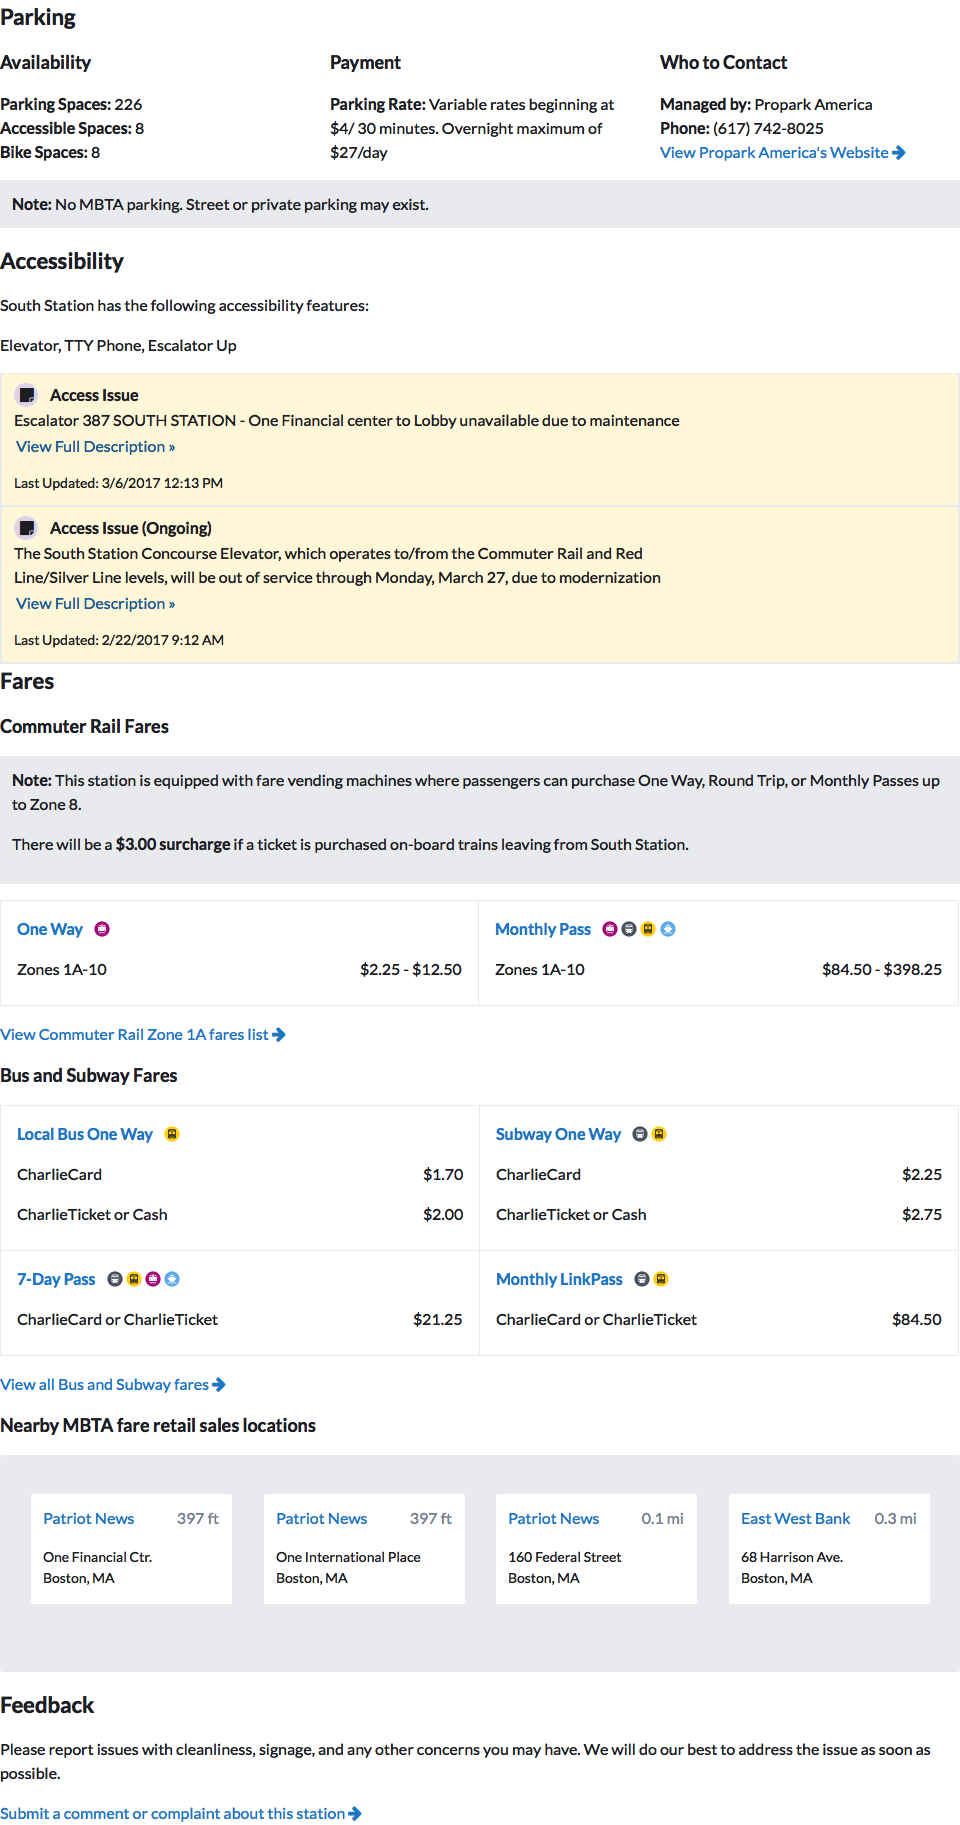 Parking
Availability
Parking Spaces: 226
Accessible Spaces: 8
Bike Spaces: 8
Payment
Parking Rate: Variable rates beginning at
$4/ 30 minutes. Overnight maximum of
$27/day
Who to Contact
Managed by: Propark America
Phone: (617) 742-8025
View Propark America's Website
Note: No MBTA parking. Street or private parking may exist.
Accessibility
South Station has the following accessibility features:
Elevator, TTY Phone, Escalator Up
Access Issue
Escalator 387 SOUTH STATION - One Financial center to Lobby unavailable due to maintenance
View Full Description »
Last Updated: 3/6/2017 12:13 PM
Access Issue (Ongoing)
The South Station Concourse Elevator, which operates to/from the Commuter Rail and Red
Line/Silver Line levels, will be out of service through Monday, March 27, due to modernization
View Full Description »
Last Updated: 2/22/2017 9:12 AM
Fares
Commuter Rail Fares
Note: This station is equipped with fare vending machines where passengers can purchase One Way, Round Trip, or Monthly Passes up
to Zone 8.
There will be a $3.00 surcharge if a ticket is purchased on-board trains leaving from South Station.
One Way
Zones 1A-10 $2.25 - $12.50
Monthly Pass
Zones 1A-10 $84.50 - $398.25
View Commuter Rail Zone 1A fares list
Bus and Subway Fares
Local Bus One Way
CharlieCard $1.70
CharlieTicket or Cash $2.00
Subway One Way
CharlieCard $2.25
CharlieTicket or Cash $2.75
7-Day Pass
CharlieCard or CharlieTicket $21.25
Monthly LinkPass
CharlieCard or CharlieTicket $84.50
View all Bus and Subway fares
Nearby MBTA fare retail sales locations
Patriot News 397 ft
One Financial Ctr.
Boston, MA
Patriot News 397 ft
One International Place
Boston, MA
Patriot News 0.1 mi
160 Federal Street
Boston, MA
East West Bank 0.3 mi
68 Harrison Ave.
Boston, MA
Feedback
Please report issues with cleanliness, signage, and any other concerns you may have. We will do our best to address the issue as soon as
possible.
Submit a comment or complaint about this station